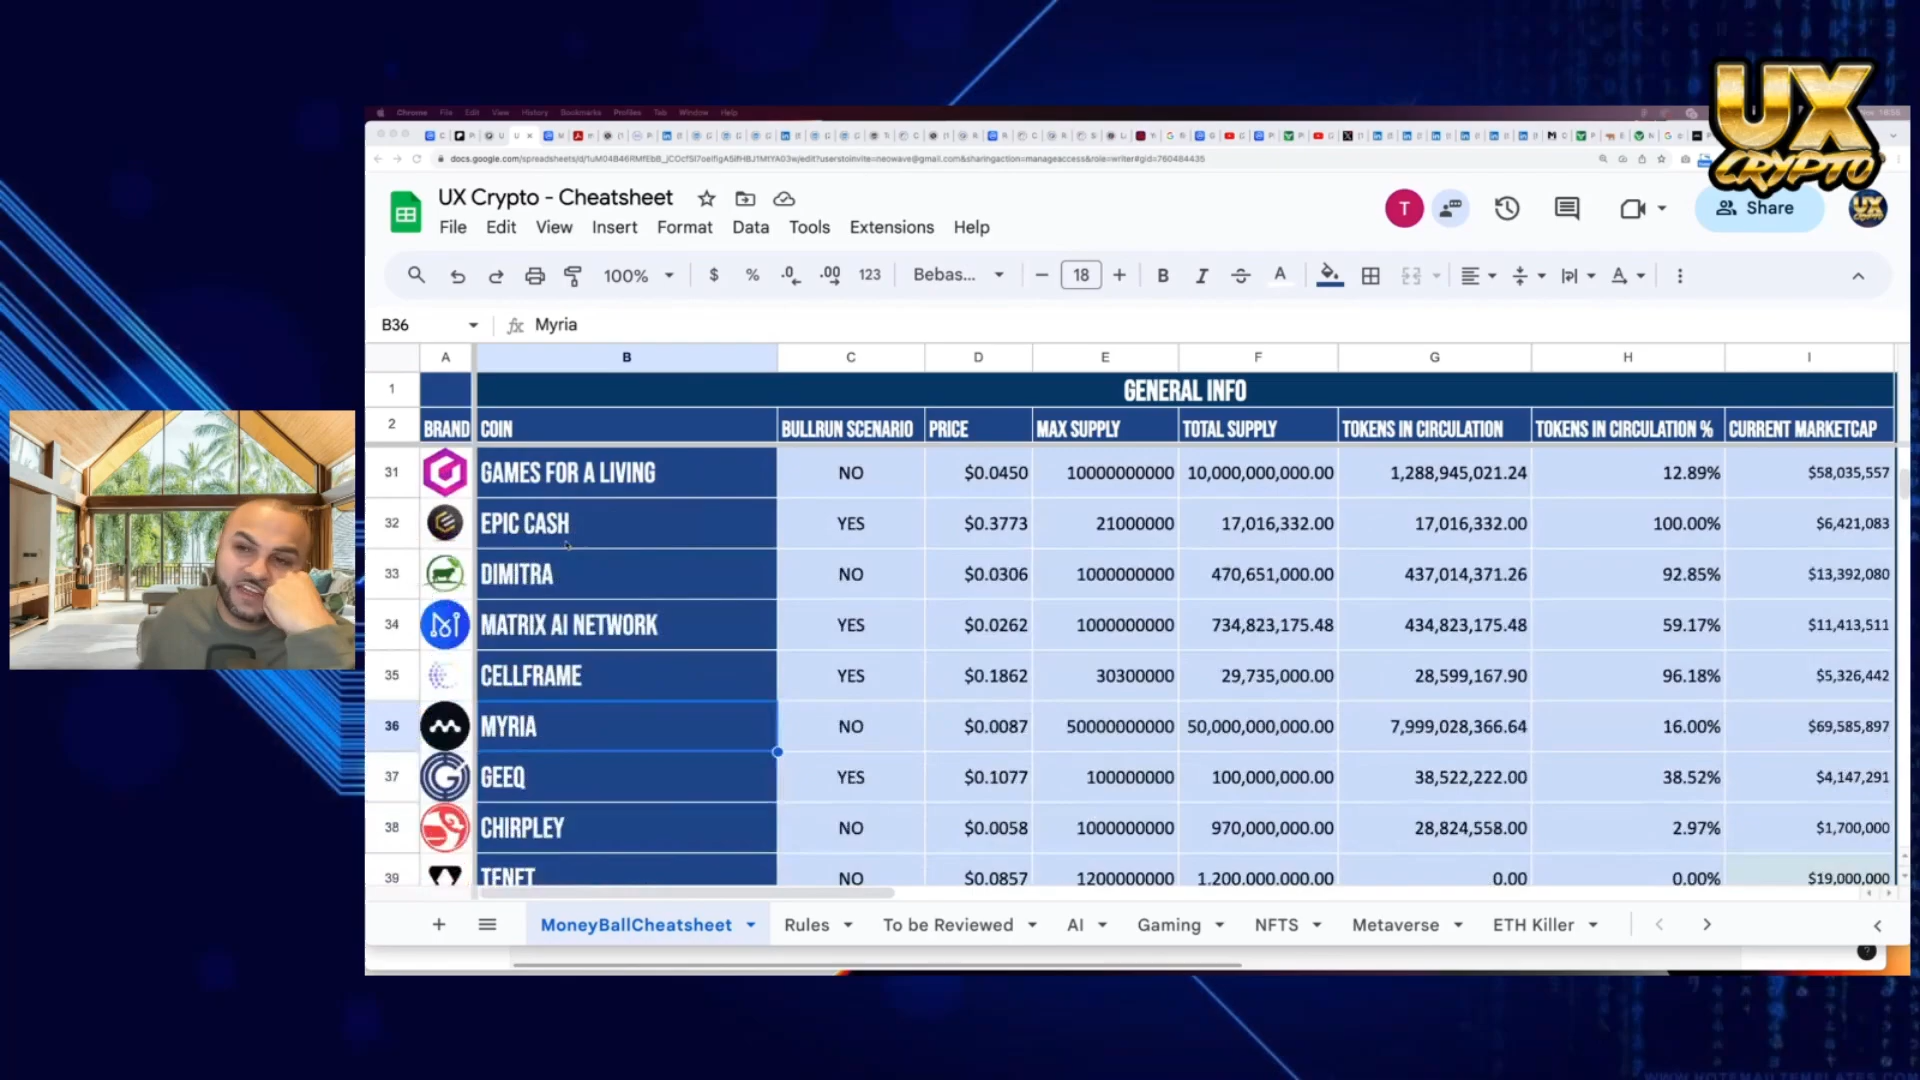 UX
CRYPTO
Chrome File Edit View History Bookmarks Profiles Tab Window Help
UX Crypto - Cheatsheet
Share
T
File Edit View Insert Format Data Tools Extensions Help
100% $ % .0 .00 123 Bebas... 18 B I A
B36 fx Myria
A B C D E F G H I
1 GENERAL INFO
2 BRAND COIN BULLRUN SCENARIO PRICE MAX SUPPLY TOTAL SUPPLY TOKENS IN CIRCULATION TOKENS IN CIRCULATION % CURRENT MARKETCAP
31 GAMES FOR A LIVING NO $0.0450 10000000000 10,000,000,000.00 1,288,945,021.24 12.89% $58,035,557
32 EPIC CASH YES $0.3773 21000000 17,016,332.00 17,016,332.00 100.00% $6,421,083
33 DIMITRA NO $0.0306 1000000000 470,651,000.00 437,014,371.26 92.85% $13,392,080
34 MATRIX AI NETWORK YES $0.0262 1000000000 734,823,175.48 434,823,175.48 59.17% $11,413,511
35 CELLFRAME YES $0.1862 30300000 29,735,000.00 28,599,167.90 96.18% $5,326,442
36 MYRIA NO $0.0087 50000000000 50,000,000,000.00 7,999,028,366.64 16.00% $69,585,897
37 GEEQ YES $0.1077 100000000 100,000,000.00 38,522,222.00 38.52% $4,147,291
38 CHIRPLEY NO $0.0058 1000000000 970,000,000.00 28,824,558.00 2.97% $1,700,000
39 TENET NO $0.0857 1200000000 1,200,000,000.00 0.00 0.00% $19,000,000
MoneyBallCheatsheet Rules To be Reviewed AI Gaming NFTS Metaverse ETH Killer